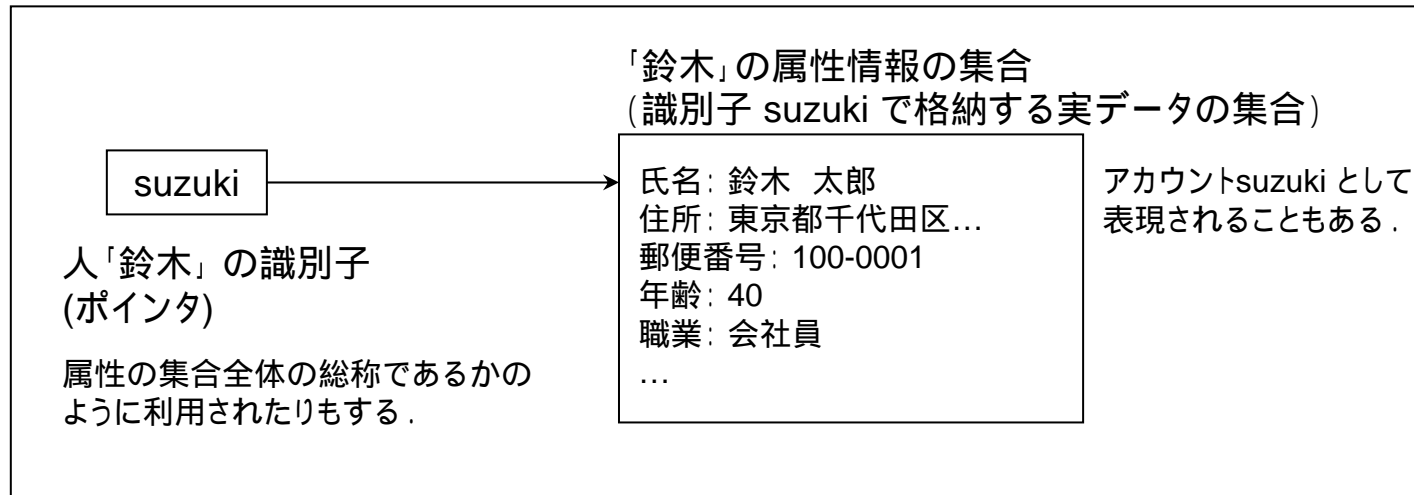 「鈴木」の属性情報の集合
(識別子 suzuki で格納する実データの集合)
suzuki
人「鈴木」の識別子
(ポインタ)
属性の集合全体の総称であるかの
ように利用されたりもする.
氏名: 鈴木 太郎
住所: 東京都千代田区…
郵便番号: 100-0001
年齢: 40
職業: 会社員
…
アカウントsuzuki として
表現されることもある.